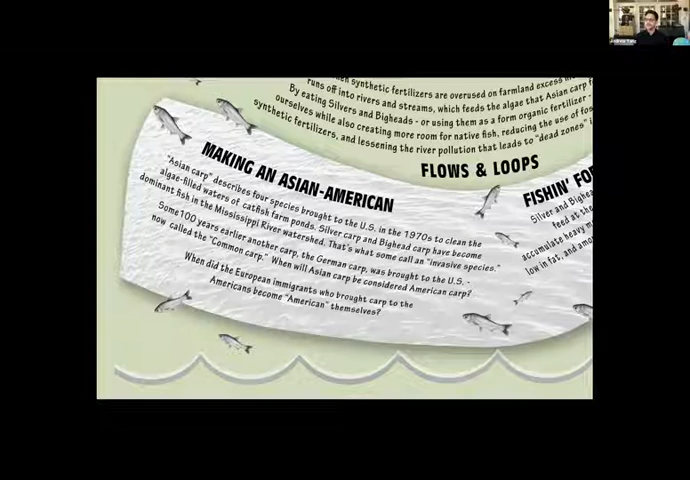 hen synthetic fertilizers are overused on farmland excess
runs off into rivers and streams, which feeds the algae that Asian carp f
By eating Silvers and Bigheads - or using them as a form organic fertilizer -
ourselves while also creating more room for native fish, reducing the use of fos
synthetic fertilizers, and lessening the river pollution that leads to "dead zones" i
FLOWS & LOOPS
MAKING AN ASIAN-AMERICAN
"Asian carp" describes four species brought to the U.S. in the 1970s to clean the
algae-filled waters of catfish farm ponds. Silver carp and Bighead carp have become
dominant fish in the Mississippi River watershed. That's what some call an "invasive species."
Some 100 years earlier another carp, the German carp, was brought to the U.S. -
now called the "Common carp." When will Asian carp be considered American carp?
When did the European immigrants who brought carp to the
Americans become "American" themselves?
FISHIN' FO
Silver and Bighea
feed at the
accumulate heavy m
low in fat, and amo